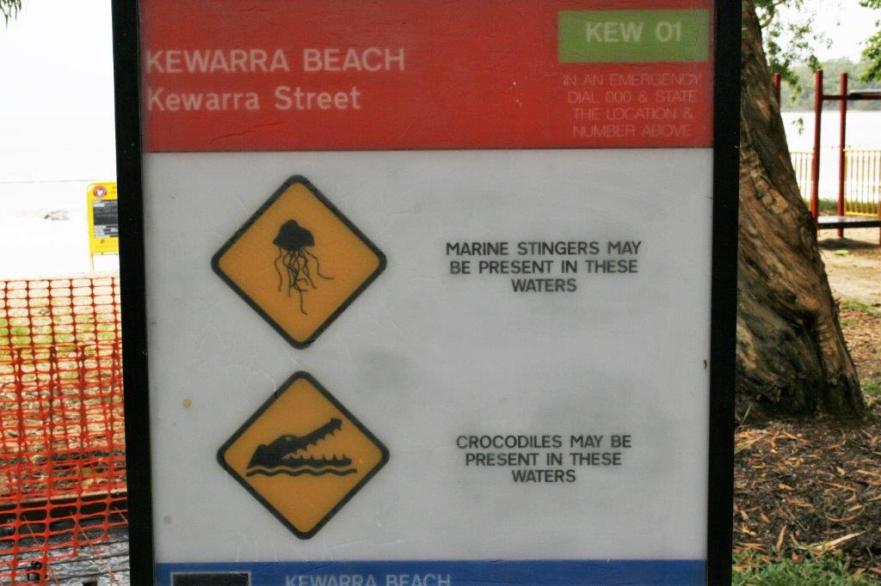 KEWARRA BEACH
Kewarra Street
KEW 01
IN AN EMERGENCY
DIAL 000 & STATE
THE LOCATION &
NUMBER ABOVE
MARINE STINGERS MAY
BE PRESENT IN THESE
WATERS
CROCODILES MAY BE
PRESENT IN THESE
WATERS
KEWARRA BEACH